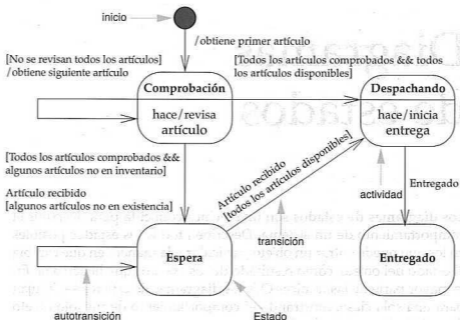 inicio
/obtiene primer artículo
[No se revisan todos los artículos]
/obtiene siguiente artículo
[Todos los artículos comprobados && todos
los artículos disponibles]
Comprobación
hace/revisa
artículo
Despachando
hace/inicia
entrega
[Todos los artículos comprobados &&
algunos artículos no en inventario]
Artículo recibido
[algunos artículos no en existencia]
Artículo recibido
[todos los artículos disponibles]
actividad
Entregado
transición
Espera
Entregado
autotransición
Estado